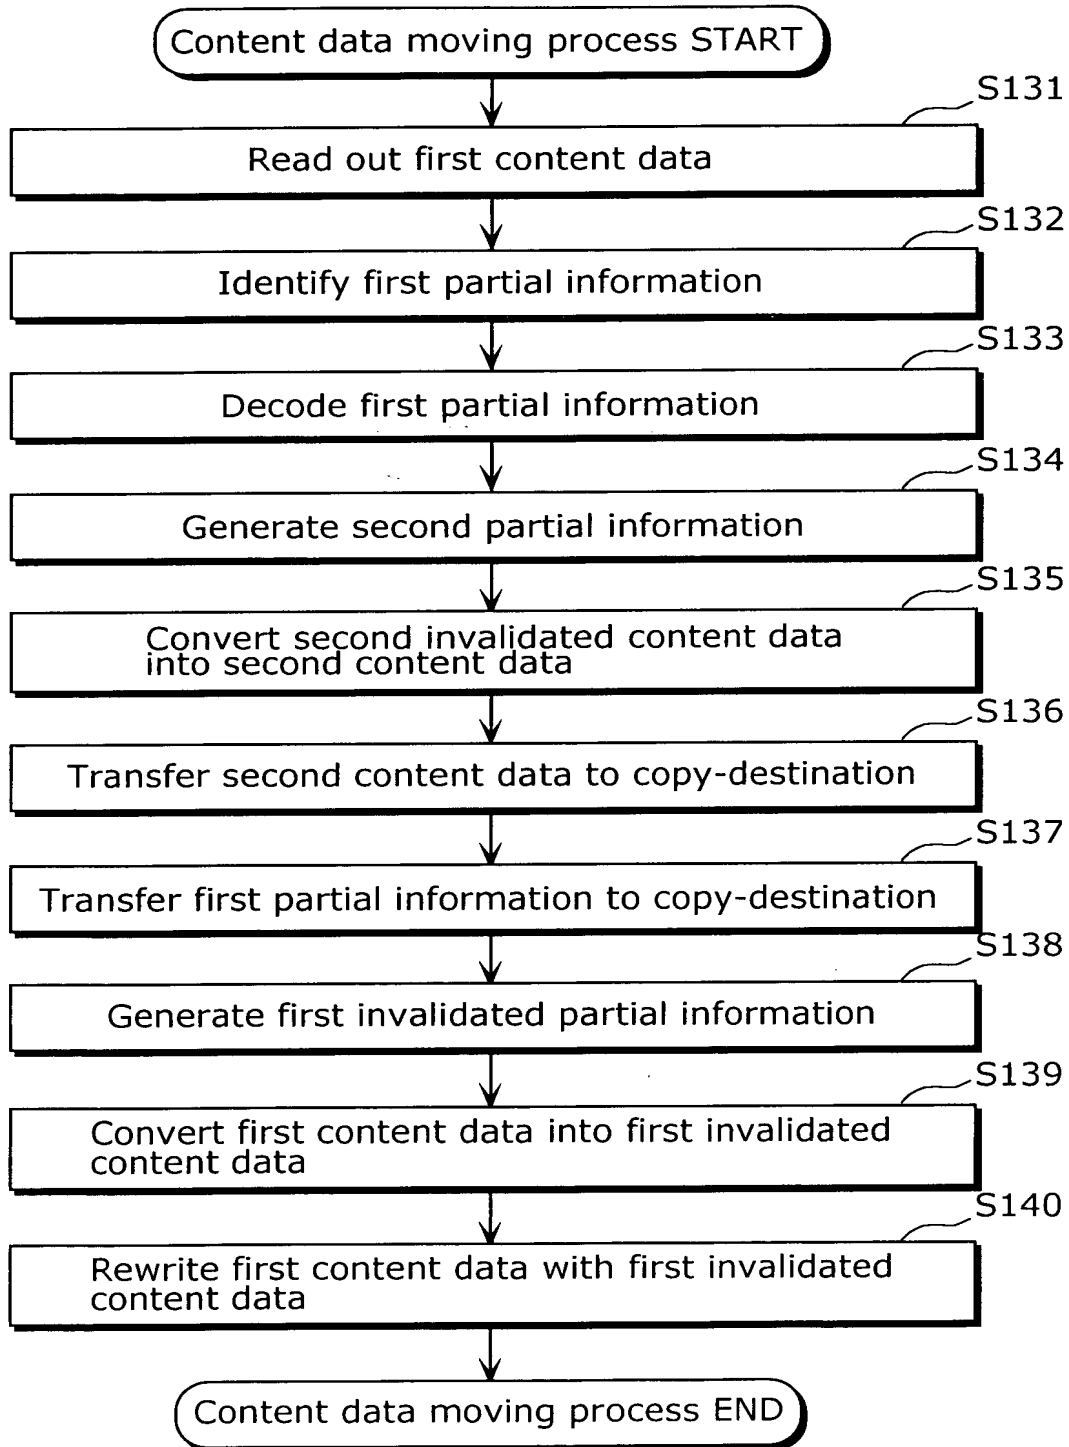 Content data moving process START
S131
Read out first content data
S132
Identify first partial information
S133
Decode first partial information
S134
Generate second partial information
S135
Convert second invalidated content data
into second content data
S136
Transfer second content data to copy-destination
S137
Transfer first partial information to copy-destination
S138
Generate first invalidated partial information
S139
Convert first content data into first invalidated
content data
S140
Rewrite first content data with first invalidated
content data
Content data moving process END